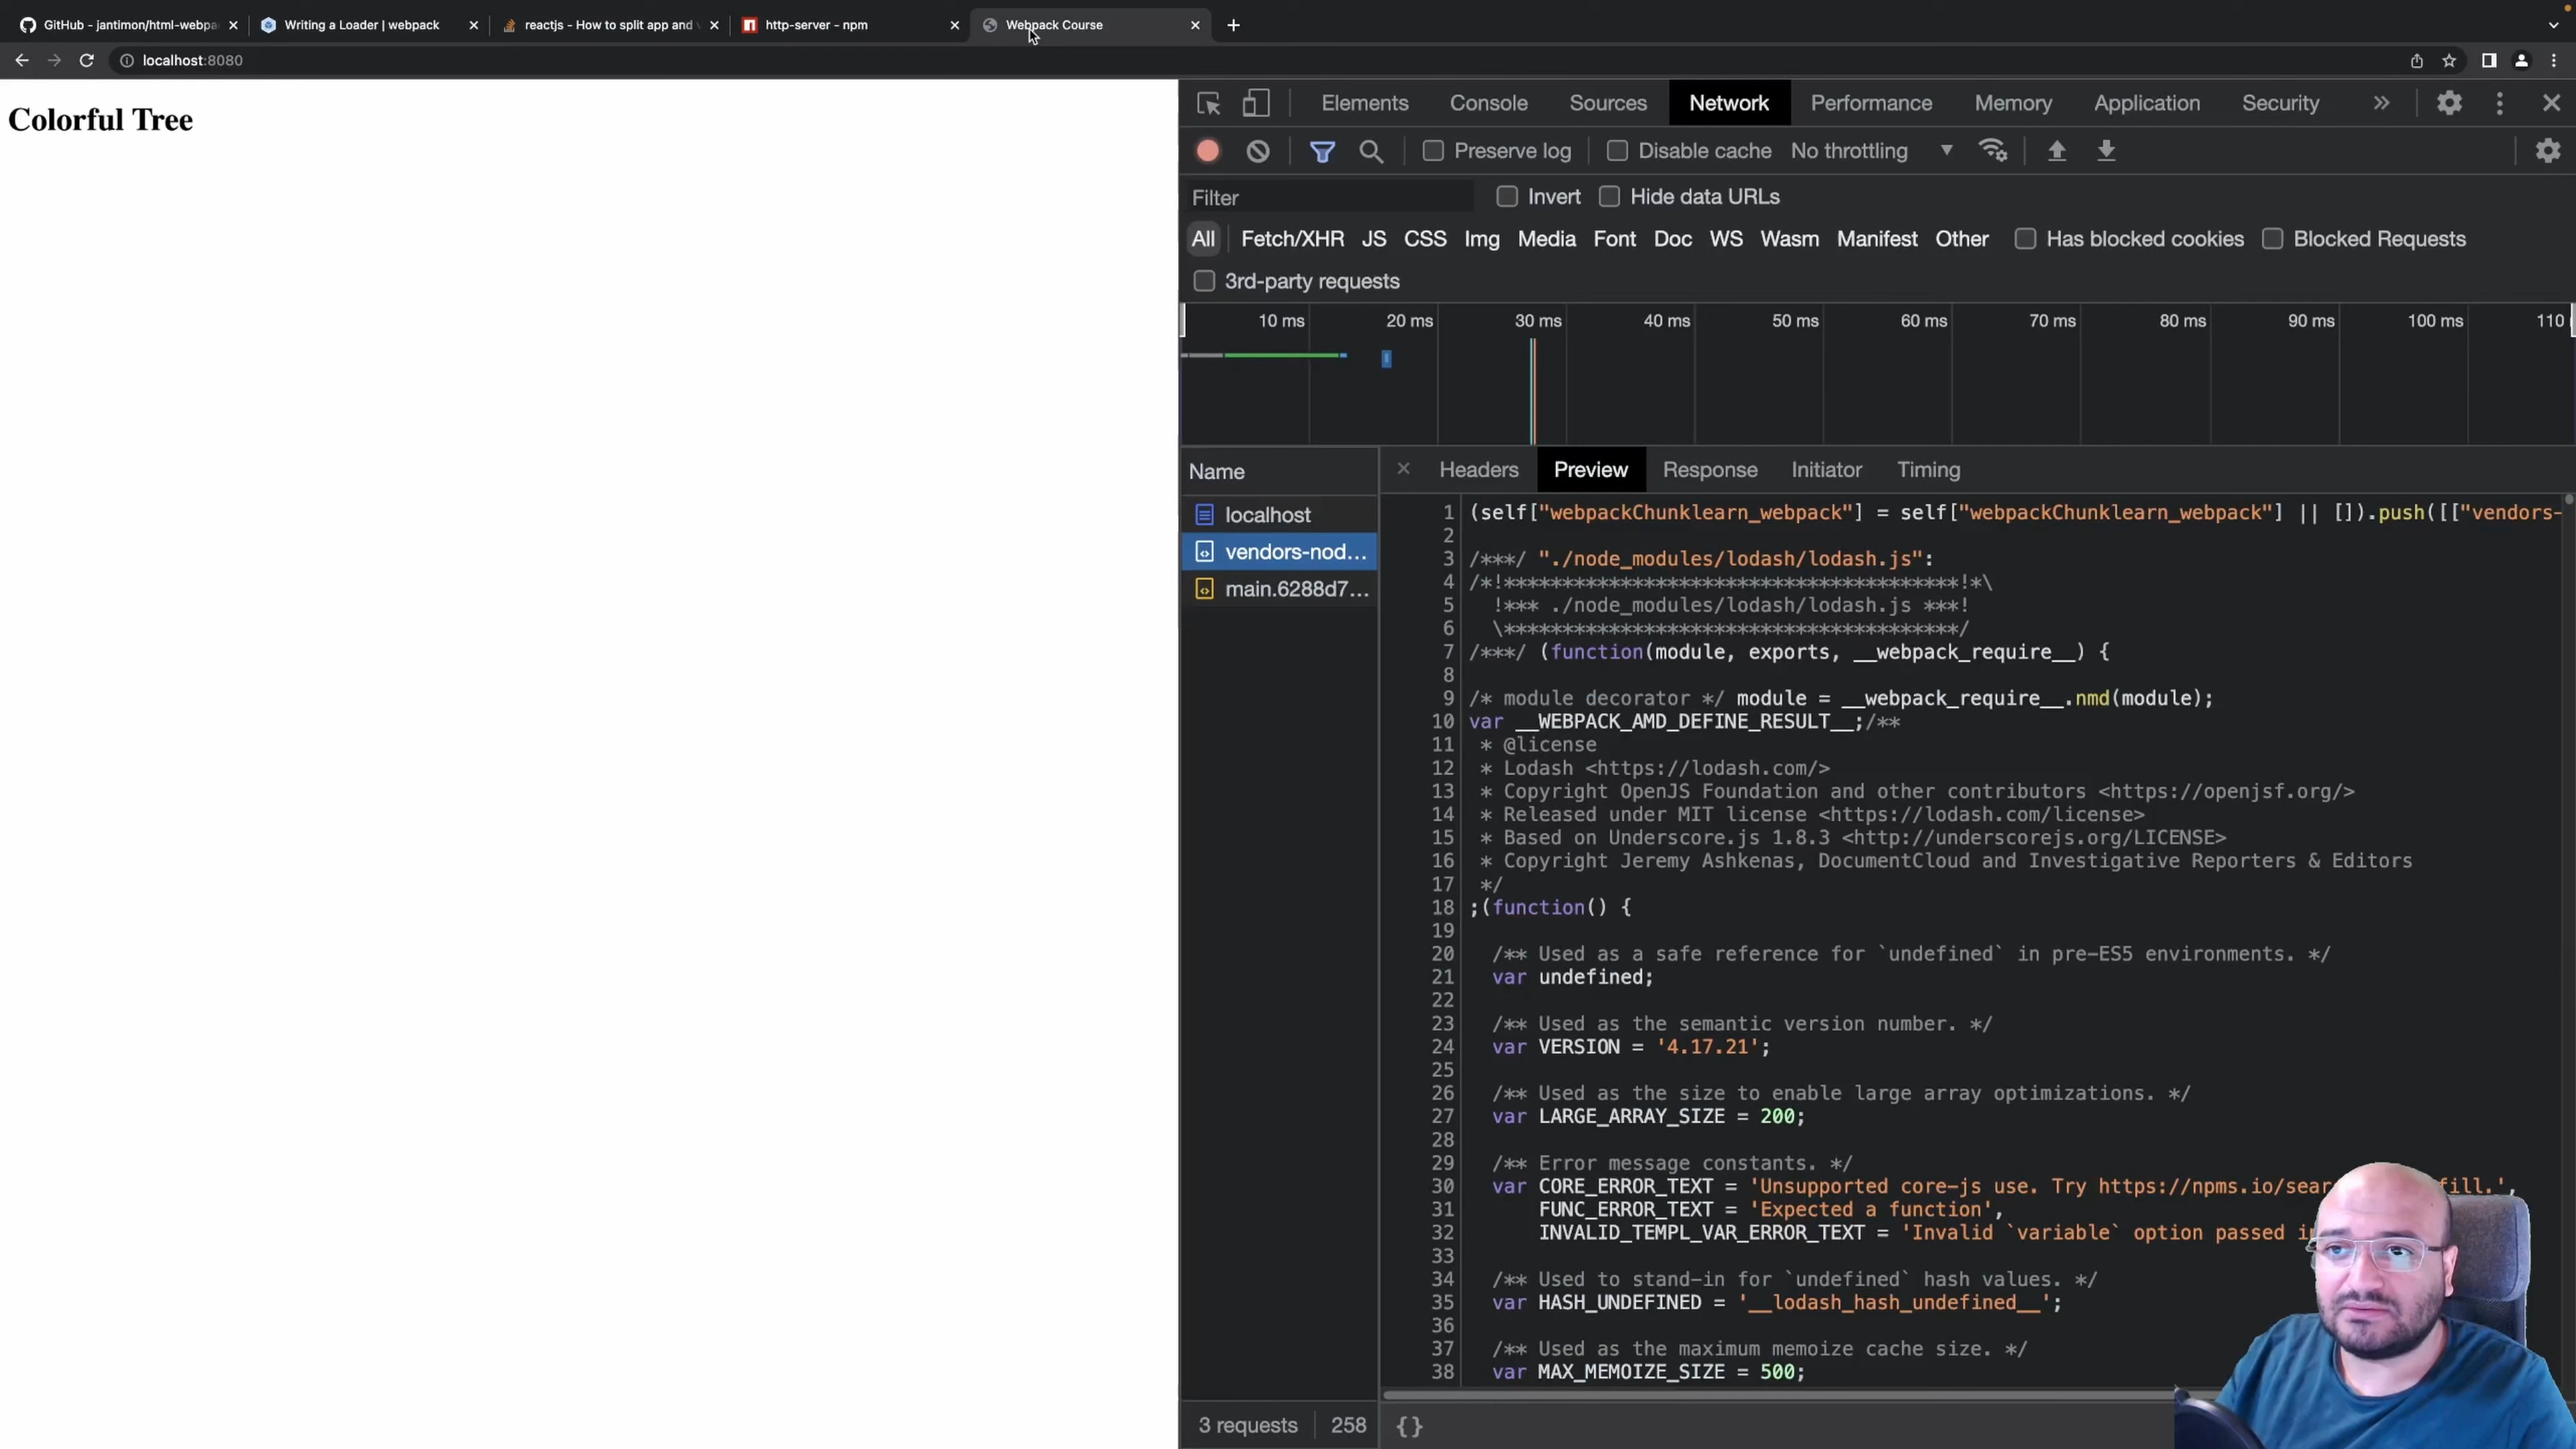 GitHub - jantimon/html-webpa
Writing a Loader | webpack
reactjs - How to split app and
http-server - npm
Webpack Course
localhost:8080
Colorful Tree
Elements Console Sources Network Performance Memory Application Security
Preserve log Disable cache No throttling
Filter Invert Hide data URLs
All Fetch/XHR JS CSS Img Media Font Doc WS Wasm Manifest Other Has blocked cookies Blocked Requests
3rd-party requests
10 ms 20 ms 30 ms 40 ms 50 ms 60 ms 70 ms 80 ms 90 ms 100 ms 110
Name
localhost
vendors-nod...
main.6288d7...
3 requests 258
Headers Preview Response Initiator Timing
1 (self["webpackChunklearn_webpack"] = self["webpackChunklearn_webpack"] || []).push([["vendors-
2
3 /***/ "./node_modules/lodash/lodash.js":
4 /*!***************************************!*\
5 !*** ./node_modules/lodash/lodash.js ***!
6 \***************************************/
7 /***/ (function(module, exports, __webpack_require__) {
8
9 /* module decorator */ module = __webpack_require__.nmd(module);
10 var __WEBPACK_AMD_DEFINE_RESULT__;/**
11 * @license
12 * Lodash <https://lodash.com/>
13 * Copyright OpenJS Foundation and other contributors <https://openjsf.org/>
14 * Released under MIT license <https://lodash.com/license>
15 * Based on Underscore.js 1.8.3 <http://underscorejs.org/LICENSE>
16 * Copyright Jeremy Ashkenas, DocumentCloud and Investigative Reporters & Editors
17 */
18 ;(function() {
19
20 /** Used as a safe reference for `undefined` in pre-ES5 environments. */
21 var undefined;
22
23 /** Used as the semantic version number. */
24 var VERSION = '4.17.21';
25
26 /** Used as the size to enable large array optimizations. */
27 var LARGE_ARRAY_SIZE = 200;
28
29 /** Error message constants. */
30 var CORE_ERROR_TEXT = 'Unsupported core-js use. Try https://npms.io/sear fill.',
31 FUNC_ERROR_TEXT = 'Expected a function',
32 INVALID_TEMPL_VAR_ERROR_TEXT = 'Invalid `variable` option passed i
33
34 /** Used to stand-in for `undefined` hash values. */
35 var HASH_UNDEFINED = '__lodash_hash_undefined__';
36
37 /** Used as the maximum memoize cache size. */
38 var MAX_MEMOIZE_SIZE = 500;
{}